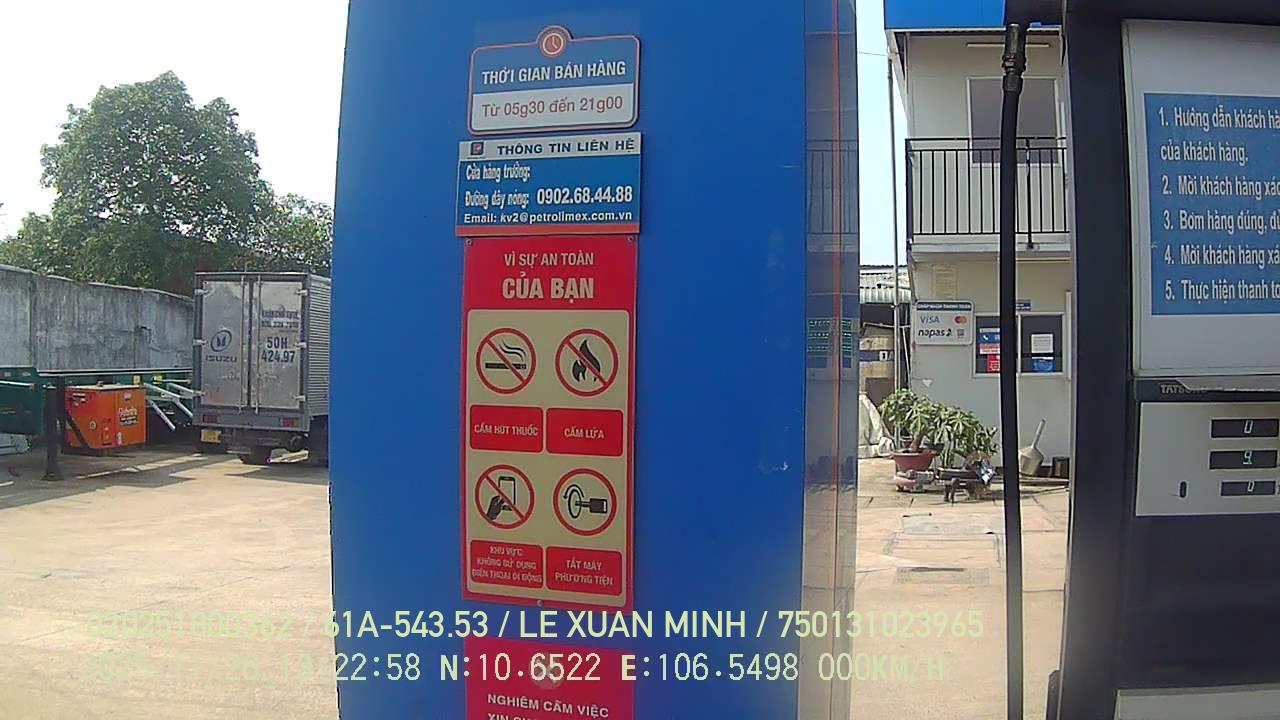 THỜI GIAN BÁN HÀNG
Từ 05g30 đến 21g00
THÔNG TIN LIÊN HỆ
Cửa hàng trưởng:
Đường dây nóng: 0902.68.44.88
Email: kv2@petrolimex.com.vn
VÌ SỰ AN TOÀN
CỦA BẠN
CẤM HÚT THUỐC
CẤM LỬA
KHU VỰC
KHÔNG SỬ DỤNG
ĐIỆN THOẠI DI ĐỘNG
TẮT MÁY
PHƯƠNG TIỆN
NGHIÊM CẤM VIỆC
ISUZU
50H
424.97
VISA
napas
1. Hướng dẫn khách hà
của khách hàng.
2. Mời khách hàng xá
3. Bơm hàng đúng, đ
4. Mời khách hàng xá
5. Thực hiện thanh to
0
9
0
/ 61A-543.53 / LE XUAN MINH / 750131023965
22:58 N:10.6522 E:106.5498 000KM/H